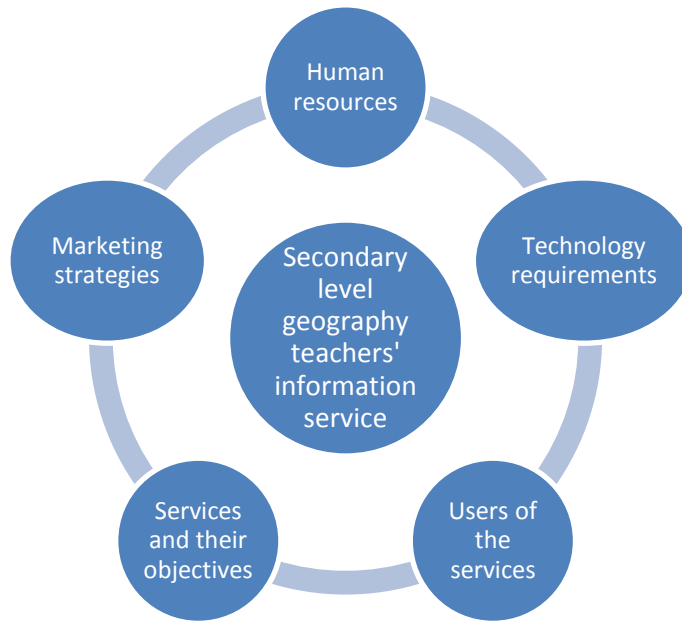 Human
resources
Marketing
strategies
Technology
requirements
Secondary
level
geography
teachers'
information
service
Services
and their
objectives
Users of
the
services